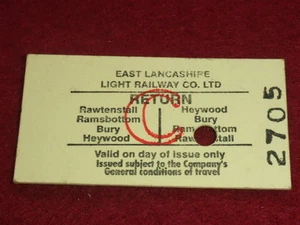 EAST LANCASHIRE
LIGHT RAILWAY CO. LTD
RETURN
Rawtenstall Heywood
Ramsbottom Bury
Bury Ramsbottom
Heywood Rawtenstall
C
Valid on day of issue only
Issued subject to the Company's
General conditions of travel
2705